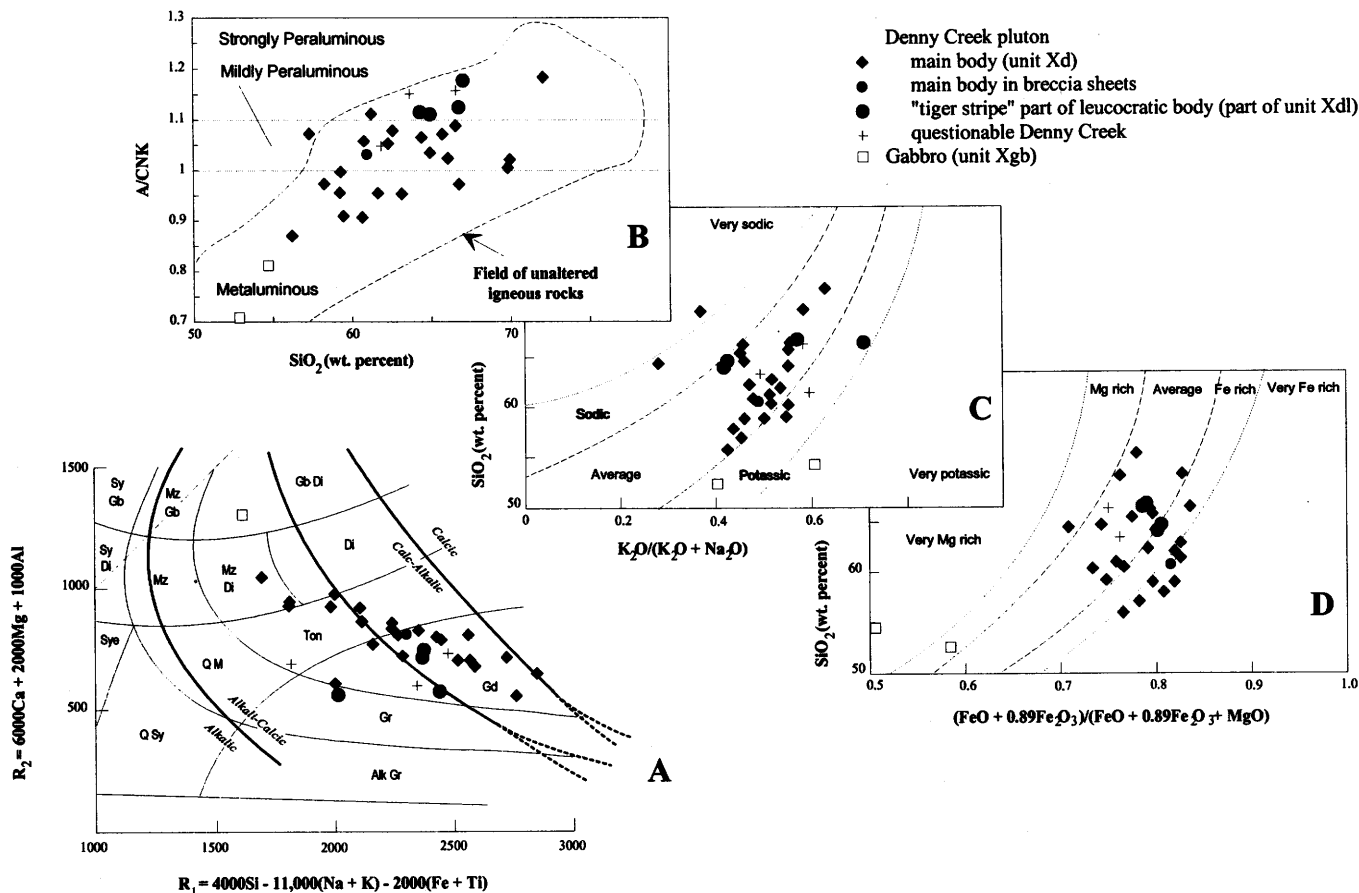 Denny Creek pluton
main body (unit Xd)
main body in breccia sheets
"tiger stripe" part of leucocratic body (part of unit Xdl)
questionable Denny Creek
Gabbro (unit Xgb)
1.3
1.2
1.1
1
0.9
0.8
0.7
A/CNK
Strongly Peraluminous
Mildly Peraluminous
Metaluminous
B
Field of unaltered
igneous rocks
50
60
70
SiO2 (wt. percent)
70
60
50
SiO2 (wt. percent)
Very sodic
Sodic
Average
Potassic
Very potassic
C
0
0.2
0.4
0.6
K2O/(K2O + Na2O)
Mg rich
Average
Fe rich
Very Fe rich
Very Mg rich
D
60
50
SiO2 (wt. percent)
0.5
0.6
0.7
0.8
0.9
1.0
(FeO + 0.89Fe2O3)/(FeO + 0.89Fe2O3 + MgO)
1500
1000
500
0
R2 = 6000Ca + 2000Mg + 1000Al
Sy
Gb
Mz
Gb
Gb Di
Sy
Di
Mz
Mz
Di
Di
Calcic
Calc-Alkalic
Sye
Q M
Ton
Gd
Gr
Alkali-Calcic
Alkalic
Q Sy
Alk Gr
A
1000
1500
2000
2500
3000
R1 = 4000Si - 11,000(Na + K) - 2000(Fe + Ti)